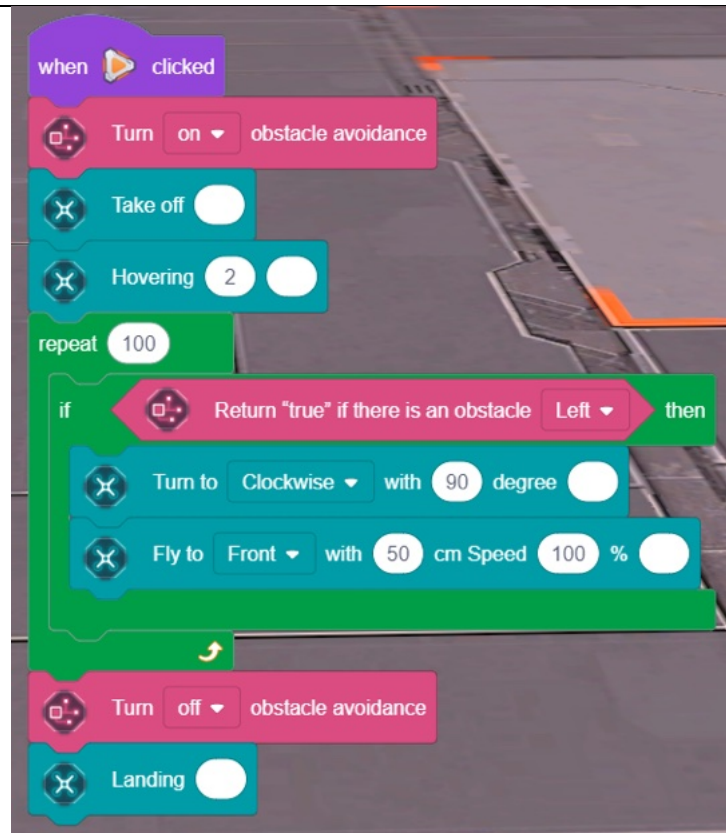 when clicked
Turn on obstacle avoidance
Take off
Hovering 2
repeat 100
if Return "true" if there is an obstacle Left then
Turn to Clockwise with 90 degree
Fly to Front with 50 cm Speed 100 %
Turn off obstacle avoidance
Landing